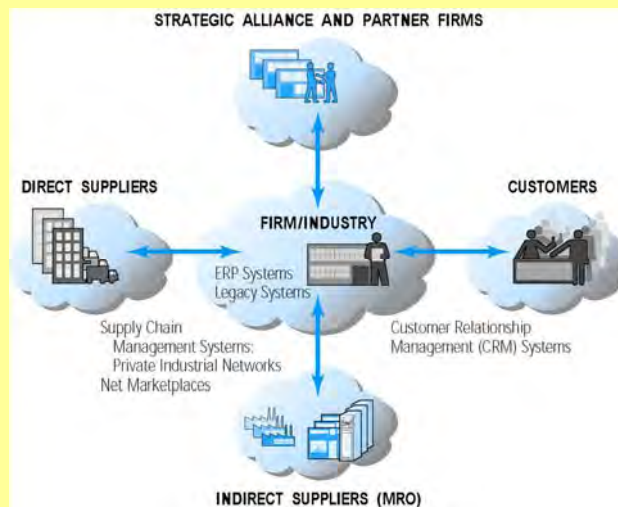 STRATEGIC ALLIANCE AND PARTNER FIRMS
DIRECT SUPPLIERS
CUSTOMERS
FIRM/INDUSTRY
ERP Systems
Legacy Systems
Supply Chain
Management Systems:
Private Industrial Networks
Net Marketplaces
Customer Relationship
Management (CRM) Systems
INDIRECT SUPPLIERS (MRO)